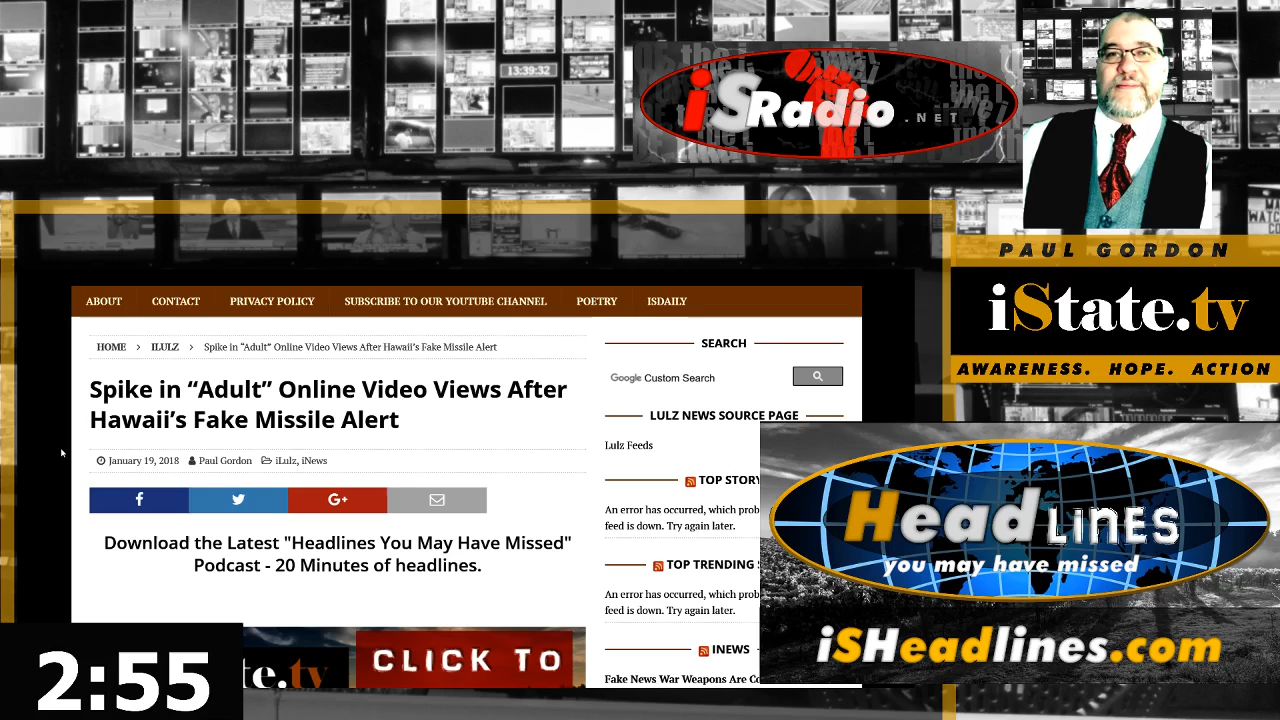 13:39:32
iSRadio .NET
PAUL GORDON
iState.tv
AWARENESS. HOPE. ACTION
ABOUT CONTACT PRIVACY POLICY SUBSCRIBE TO OUR YOUTUBE CHANNEL POETRY ISDAILY
HOME > ILULZ > Spike in “Adult” Online Video Views After Hawaii’s Fake Missile Alert
Spike in “Adult” Online Video Views After
Hawaii’s Fake Missile Alert
January 19, 2018 Paul Gordon iLulz, iNews
f G+
Download the Latest "Headlines You May Have Missed"
Podcast - 20 Minutes of headlines.
te.tv CLICK TO
SEARCH
Google Custom Search
LULZ NEWS SOURCE PAGE
Lulz Feeds
TOP STORY
An error has occurred, which prob
feed is down. Try again later.
TOP TRENDING
An error has occurred, which prob
feed is down. Try again later.
INEWS
Fake News War Weapons Are Co
HeadLines
you may have missed
iSHeadlines.com
2:55